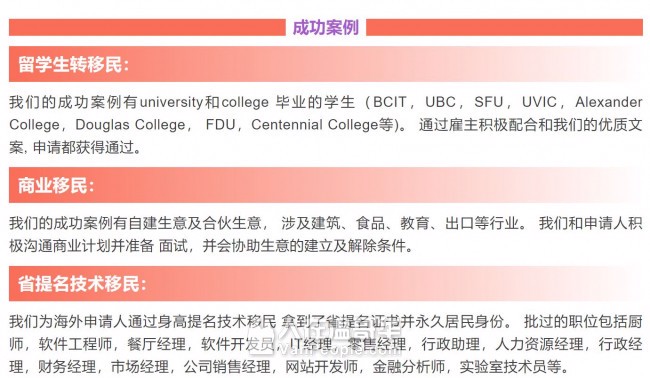 成功案例
留学生转移民：
我们的成功案例有university和college 毕业的学生（BCIT，UBC，SFU，UVIC，Alexander
College，Douglas College， FDU，Centennial College等)。 通过雇主积极配合和我们的优质文
案, 申请都获得通过。
商业移民：
我们的成功案例有自建生意及合伙生意， 涉及建筑、食品、教育、出口等行业。 我们和申请人积
极沟通商业计划并准备 面试，并会协助生意的建立及解除条件。
省提名技术移民：
我们为海外申请人通过身高提名技术移民 拿到了省提名证书并永久居民身份。 批过的职位包括厨
师，软件工程师，餐厅经理，软件开发员，IT经理，零售经理，行政助理，人力资源经理，行政经
理，财务经理，市场经理，公司销售经理，网站开发师，金融分析师，实验室技术员等。
人在温哥华
VanPeople.com